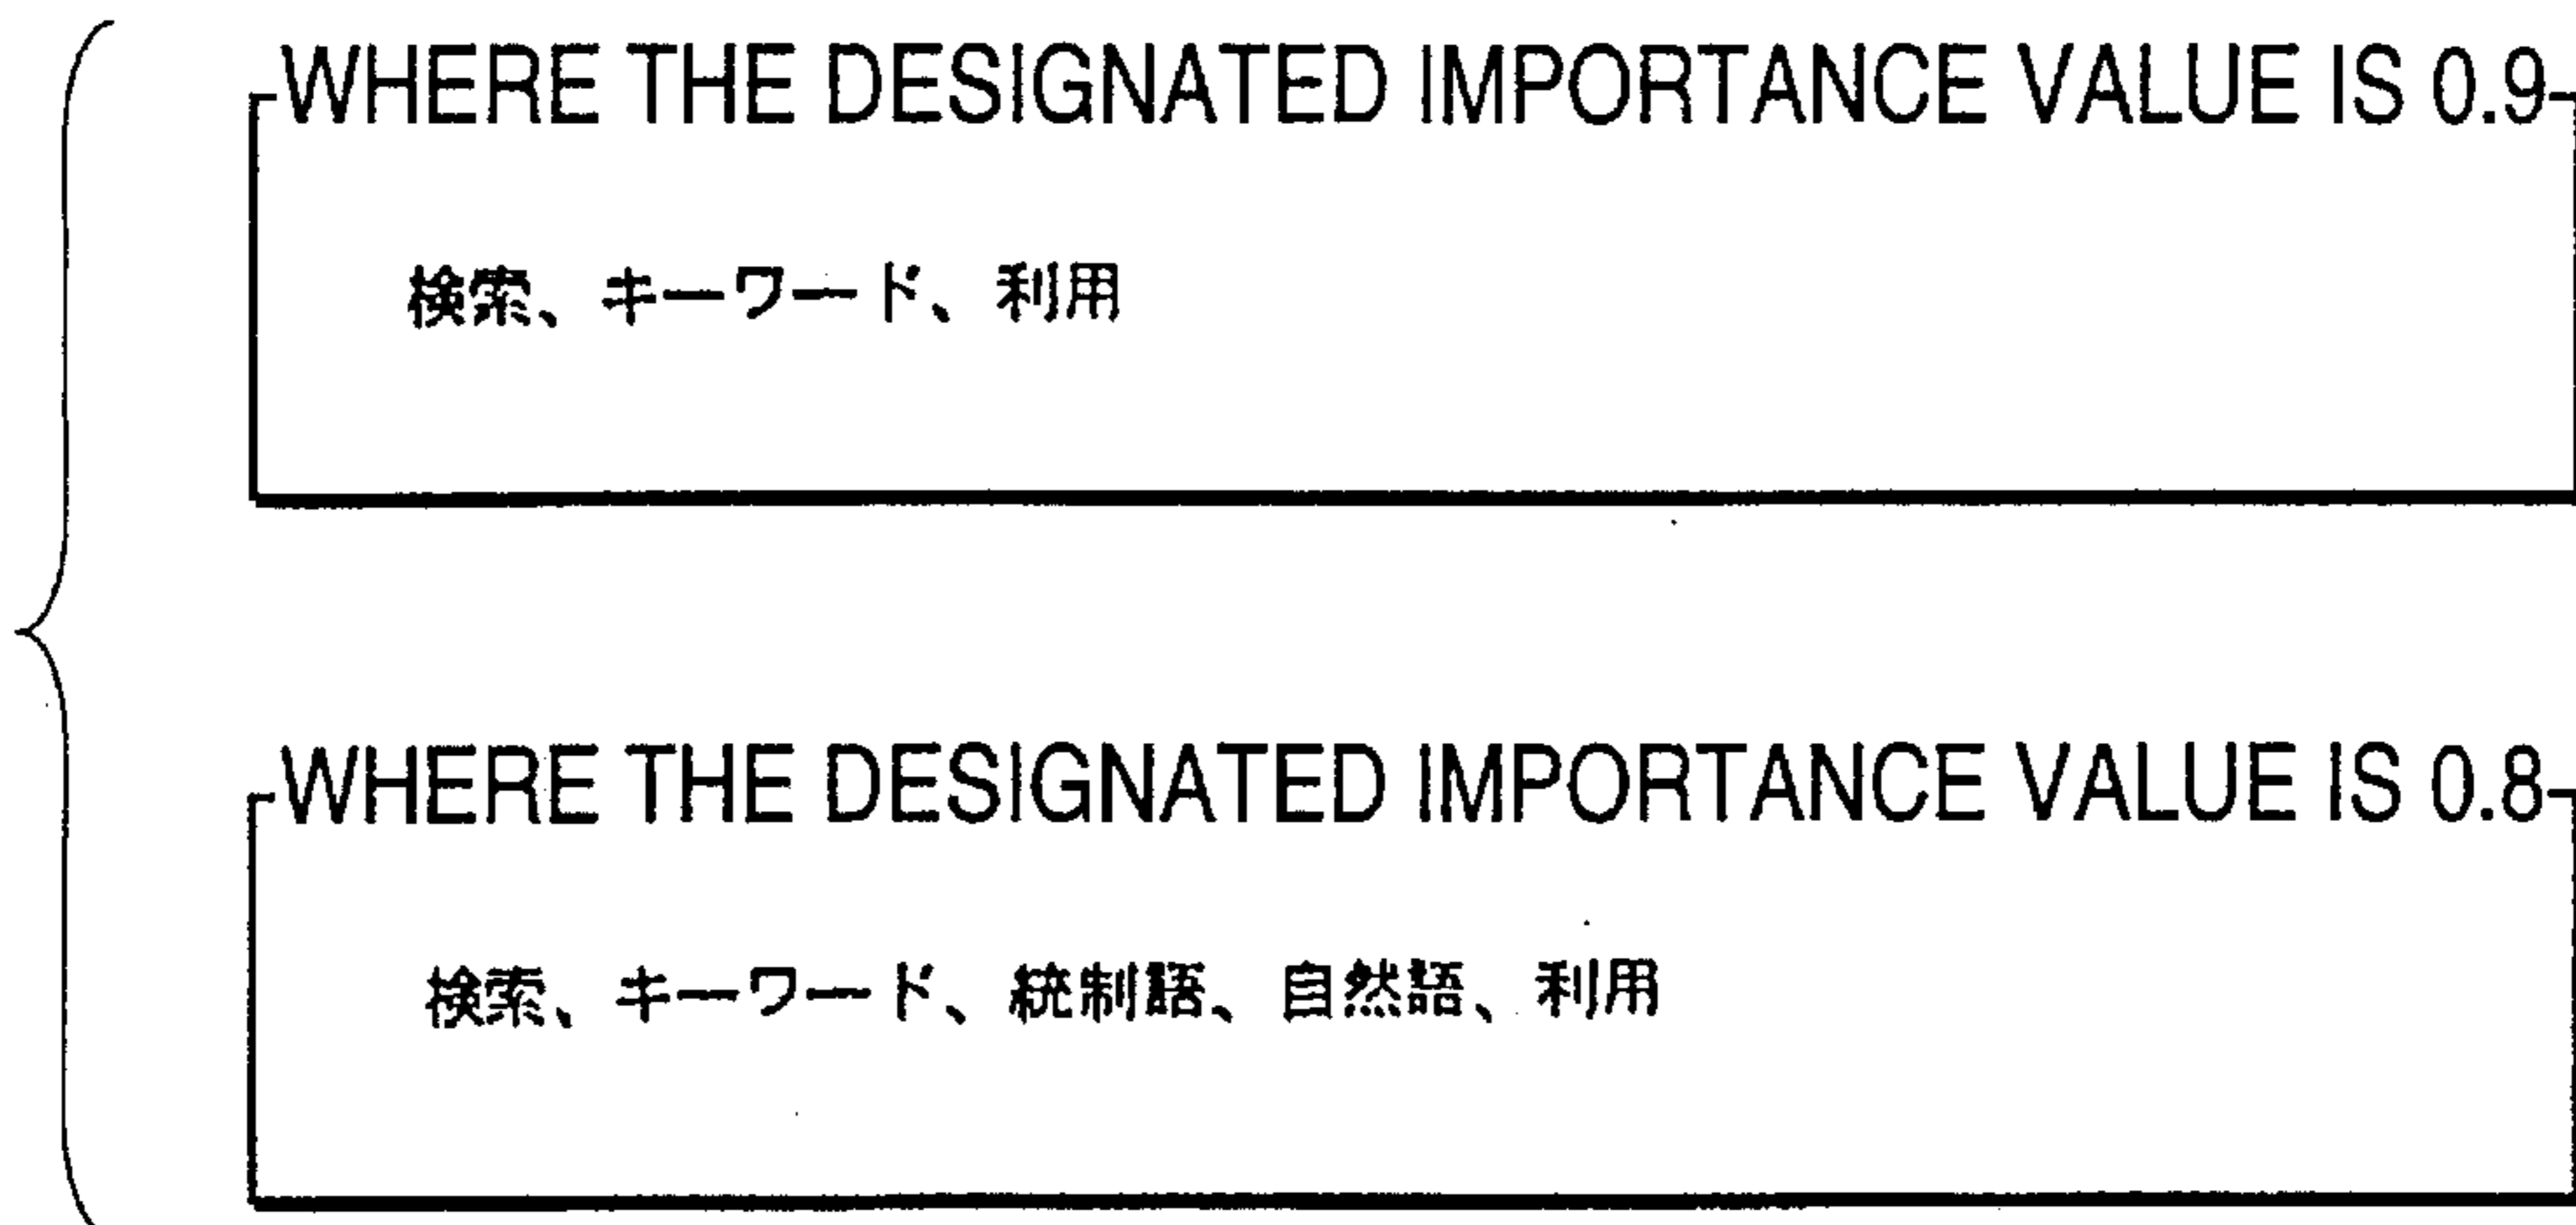 WHERE THE DESIGNATED IMPORTANCE VALUE IS 0.9
検索、キーワード、利用
WHERE THE DESIGNATED IMPORTANCE VALUE IS 0.8
検索、キーワード、統制語、自然語、利用